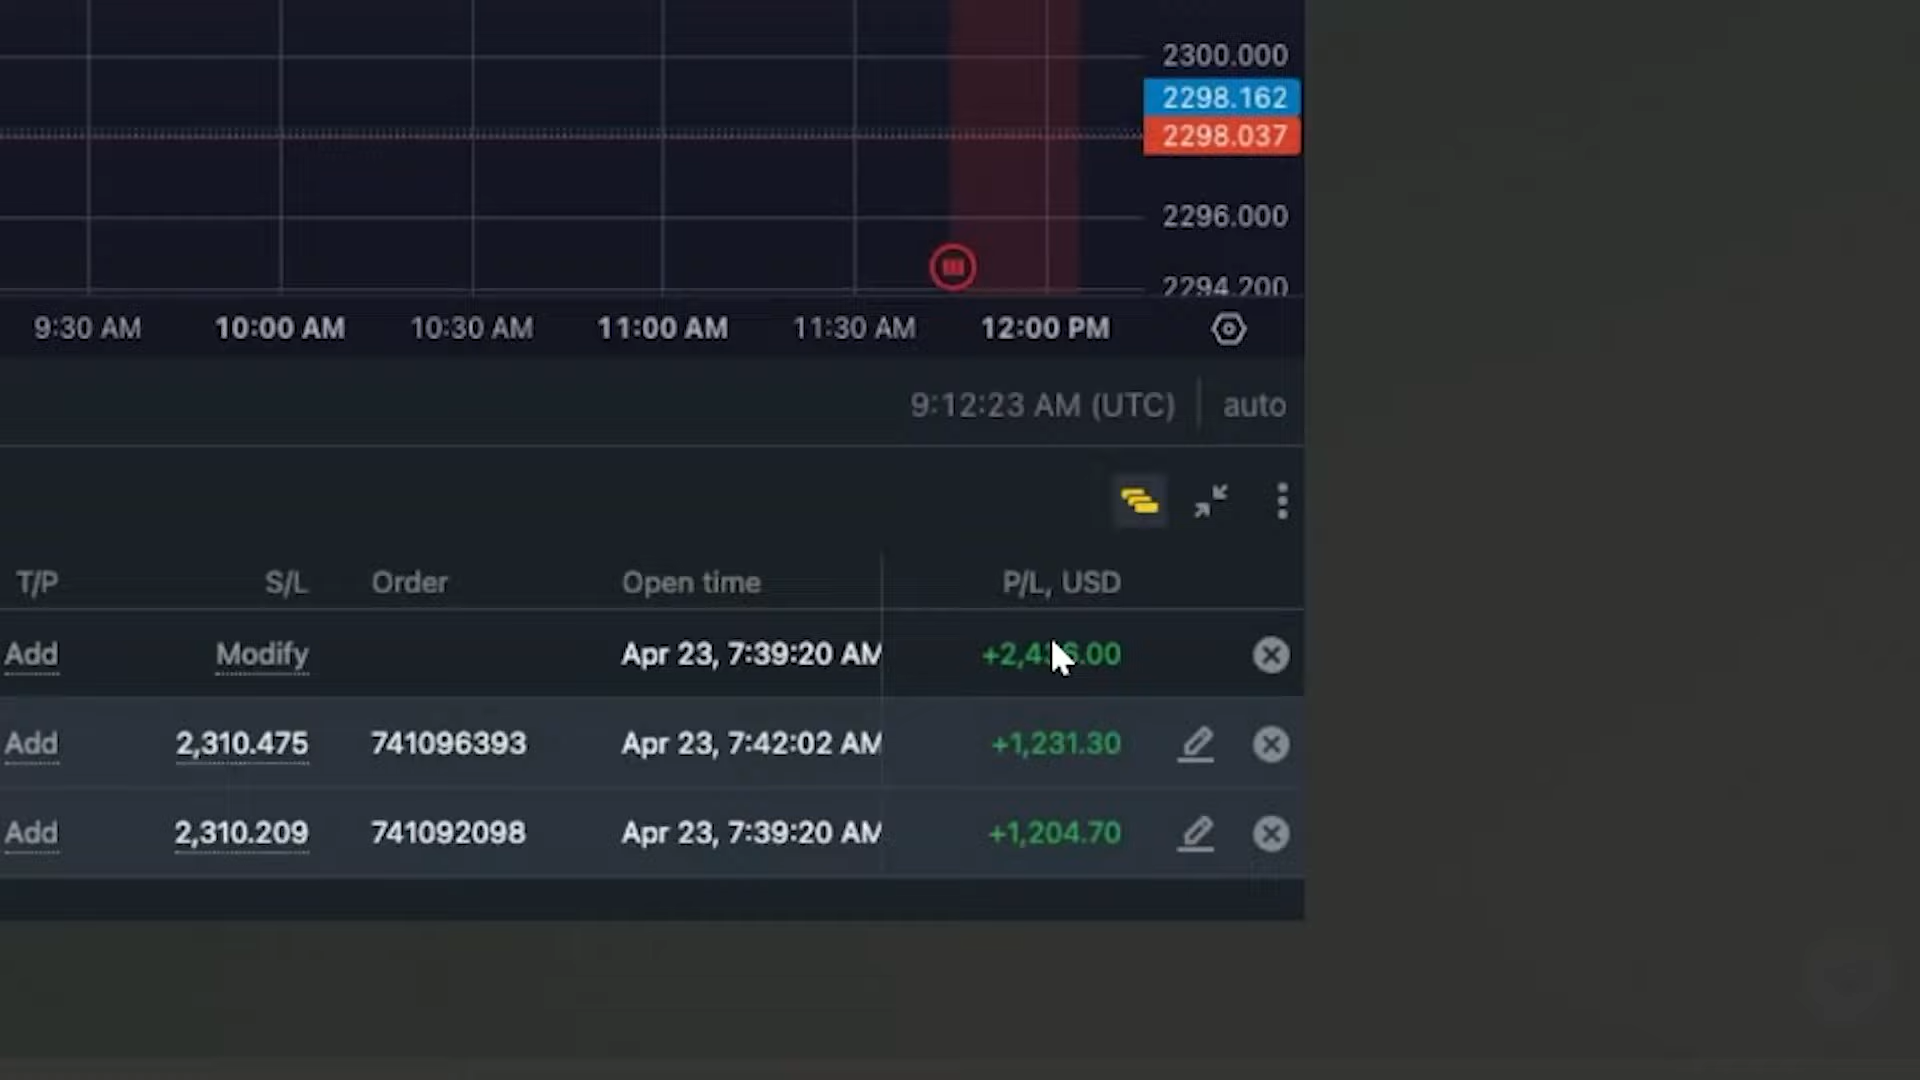 2300.000
2298.162
2298.037
2296.000
2294.200
9:30 AM 10:00 AM 10:30 AM 11:00 AM 11:30 AM 12:00 PM
9:12:23 AM (UTC) auto
T/P S/L Order Open time P/L, USD
Add Modify Apr 23, 7:39:20 AM
Add 2,310.475 741096393 Apr 23, 7:42:02 AM +1,231.30
Add 2,310.209 741092098 Apr 23, 7:39:20 AM +1,204.70